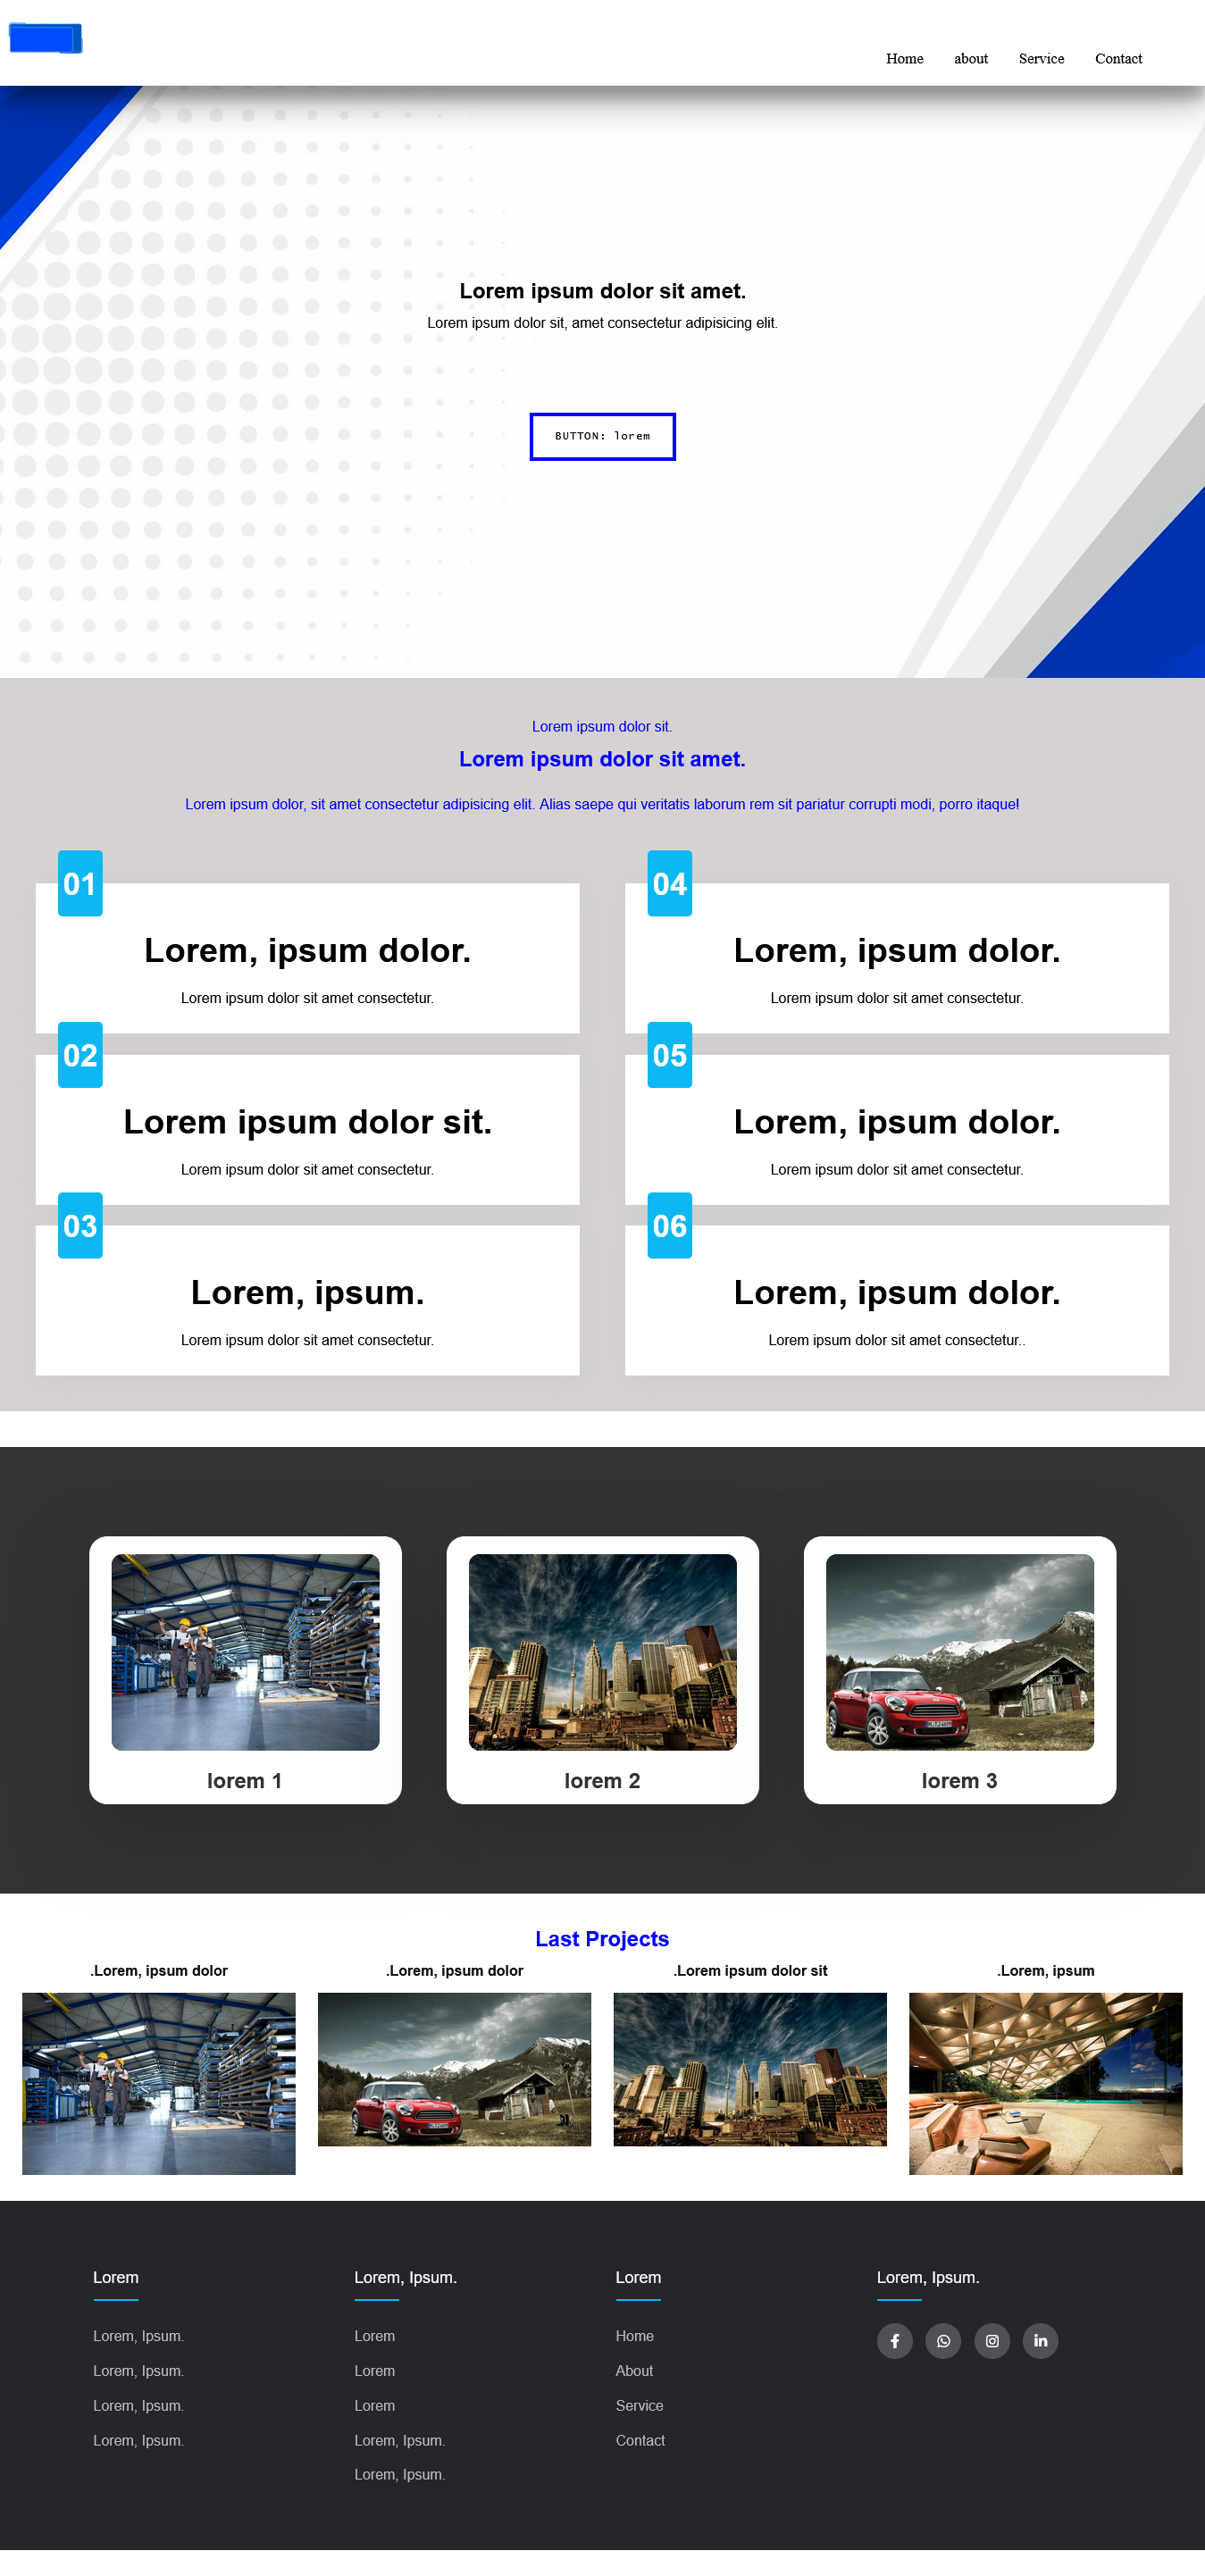 Home about Service Contact
Lorem ipsum dolor sit amet.
Lorem ipsum dolor sit, amet consectetur adipisicing elit.
BUTTON: lorem
Lorem ipsum dolor sit.
Lorem ipsum dolor sit amet.
Lorem ipsum dolor, sit amet consectetur adipisicing elit. Alias saepe qui veritatis laborum rem sit pariatur corrupti modi, porro itaque!
01
Lorem, ipsum dolor.
Lorem ipsum dolor sit amet consectetur.
02
Lorem ipsum dolor sit.
Lorem ipsum dolor sit amet consectetur.
03
Lorem, ipsum.
Lorem ipsum dolor sit amet consectetur.
04
Lorem, ipsum dolor.
Lorem ipsum dolor sit amet consectetur.
05
Lorem, ipsum dolor.
Lorem ipsum dolor sit amet consectetur.
06
Lorem, ipsum dolor.
Lorem ipsum dolor sit amet consectetur..
lorem 1
lorem 2
lorem 3
Last Projects
.Lorem, ipsum dolor
.Lorem, ipsum dolor
.Lorem ipsum dolor sit
.Lorem, ipsum
Lorem
Lorem, Ipsum.
Lorem, Ipsum.
Lorem, Ipsum.
Lorem, Ipsum.
Lorem, Ipsum.
Lorem
Lorem
Lorem
Lorem, Ipsum.
Lorem, Ipsum.
Lorem
Home
About
Service
Contact
Lorem, Ipsum.